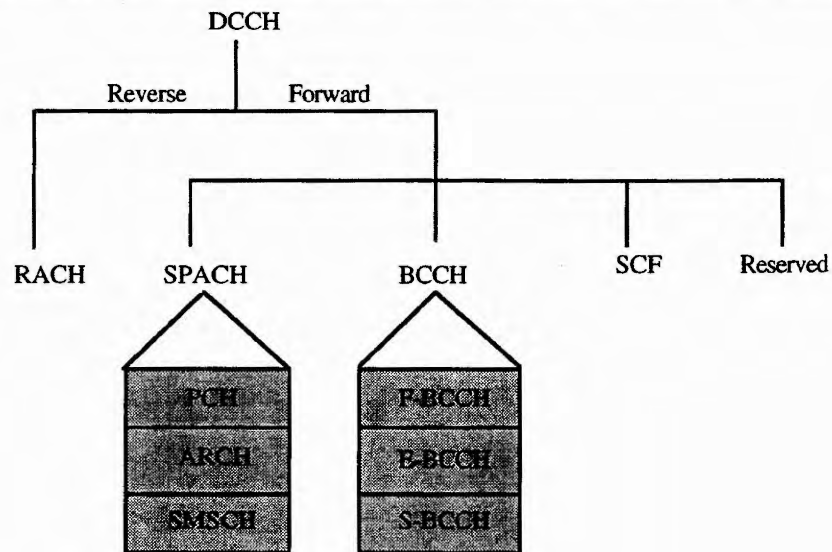 DCCH
Reverse Forward
RACH SPACH BCCH SCF Reserved
PCH F-BCCH
ARCH E-BCCH
SMSCH S-BCCH